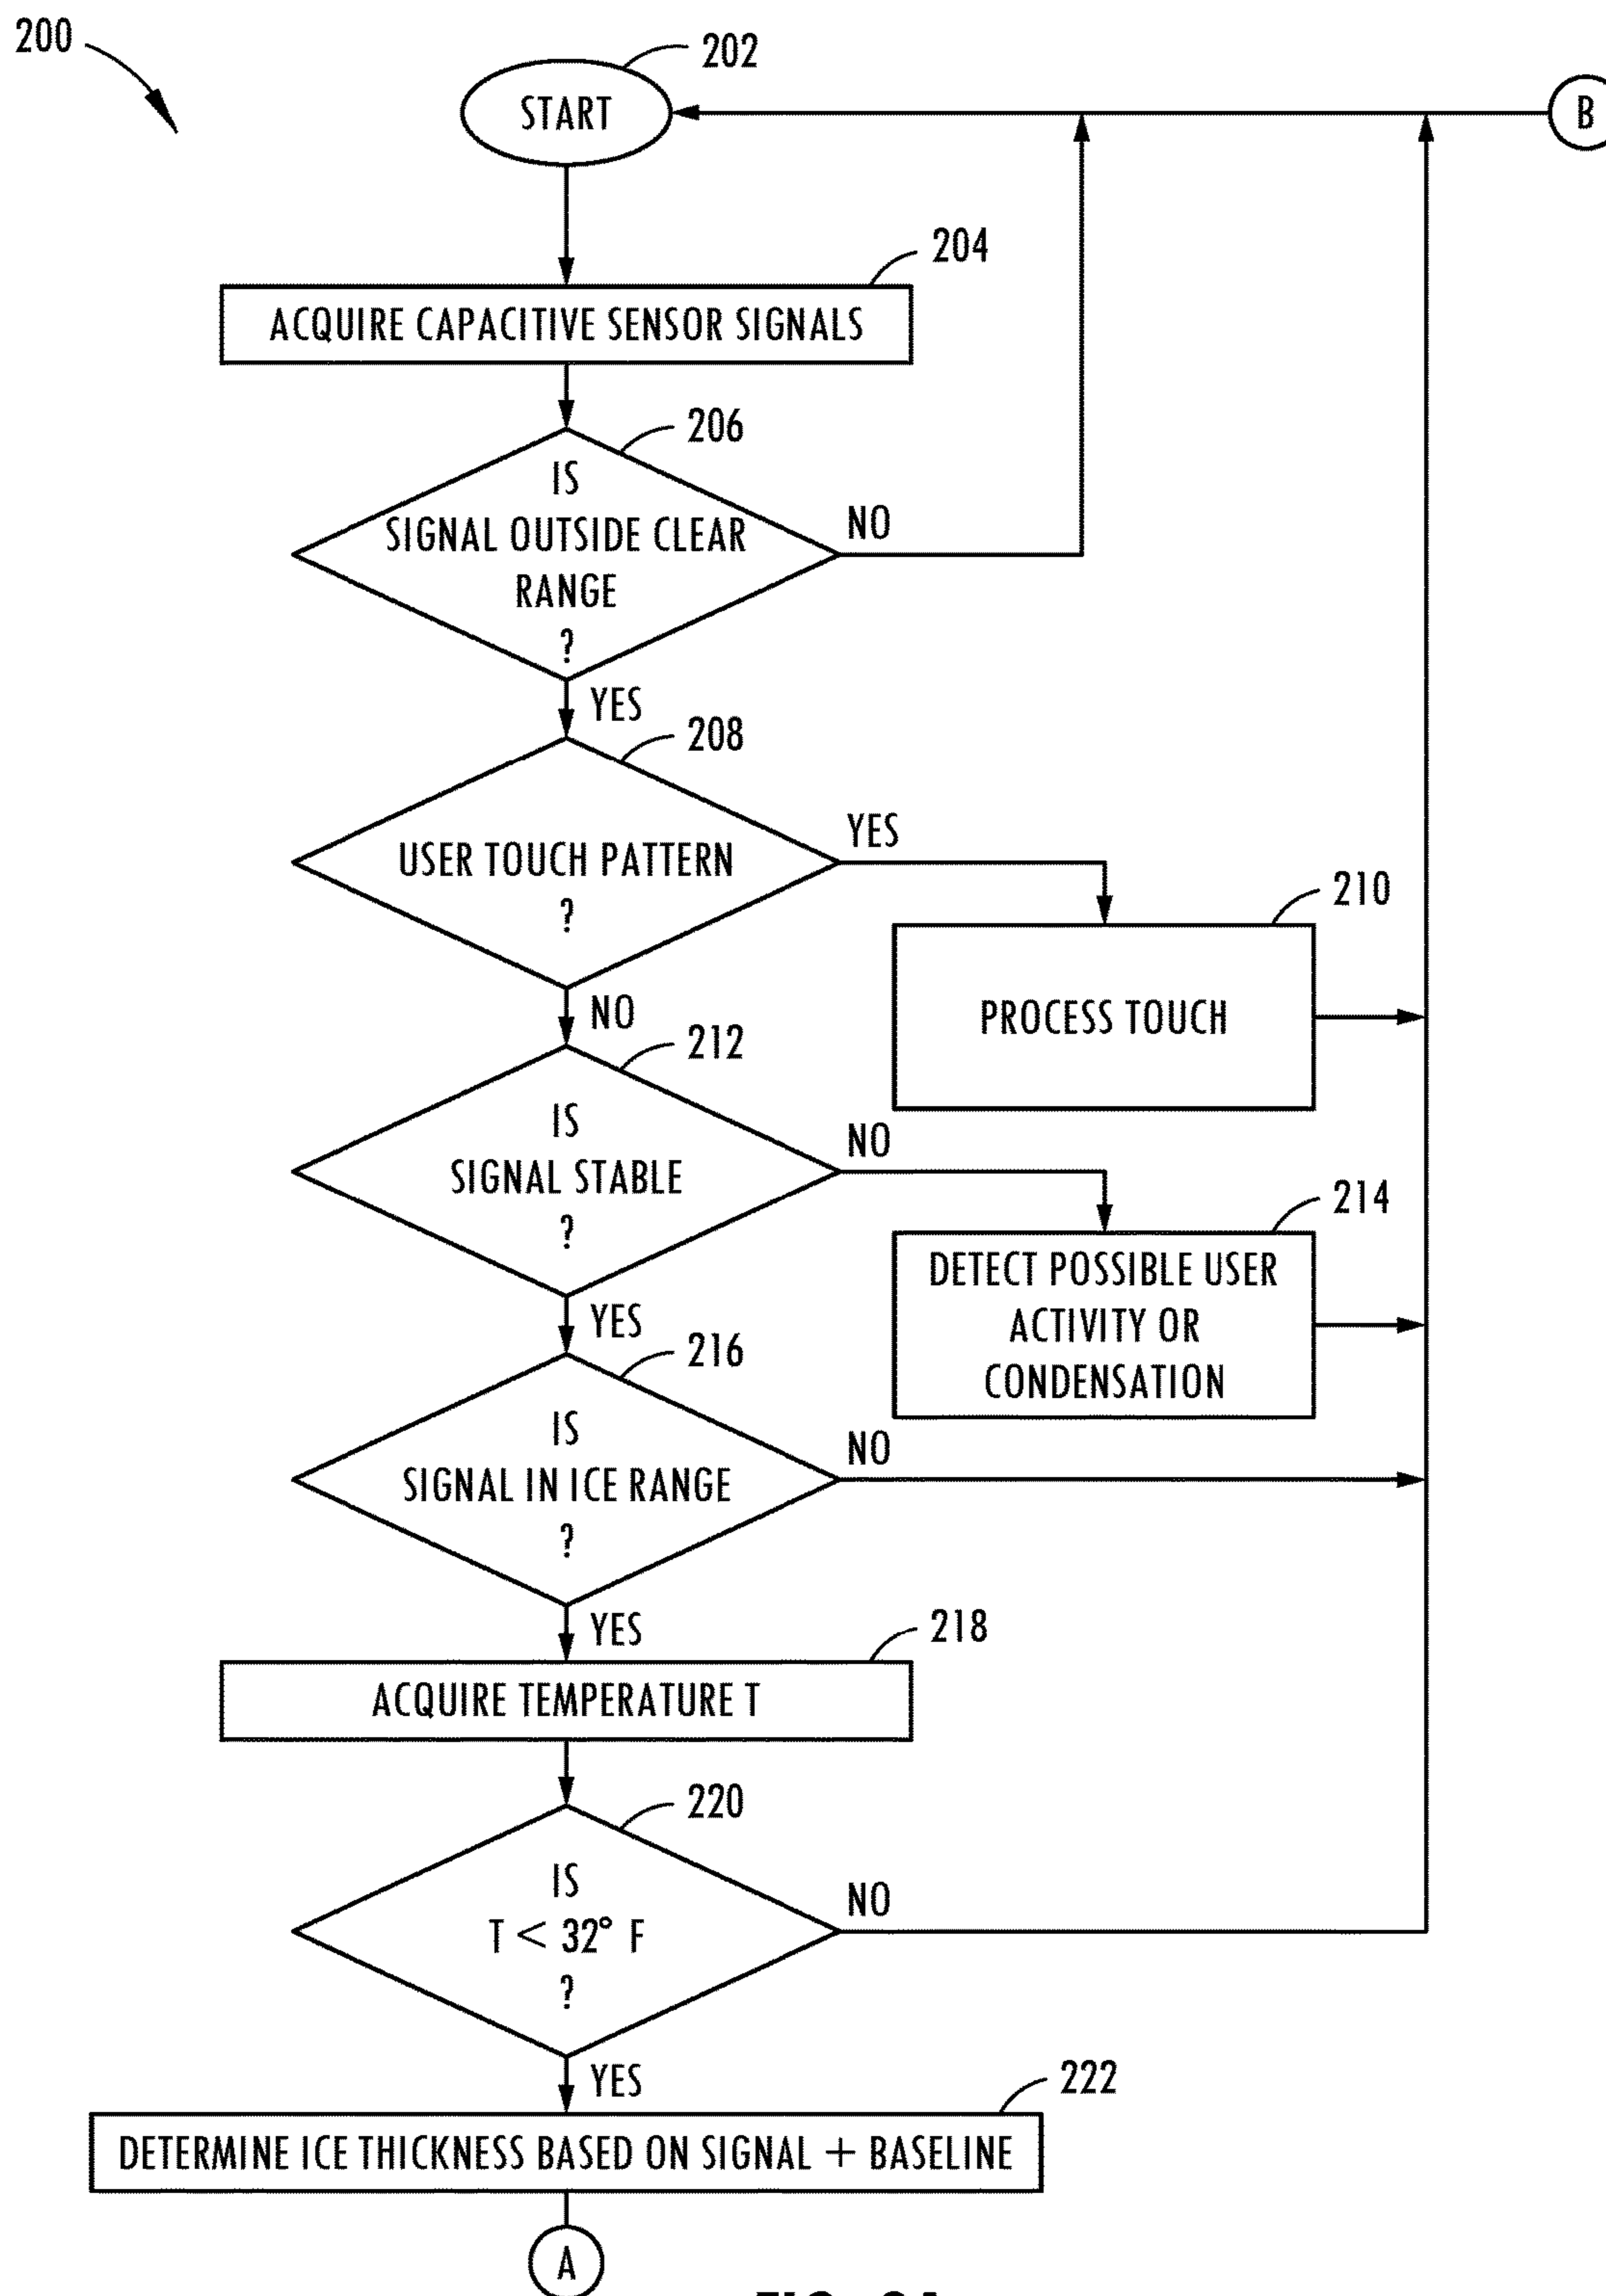 200
202
START
B
204
ACQUIRE CAPACITIVE SENSOR SIGNALS
206
IS
SIGNAL OUTSIDE CLEAR
RANGE
?
NO
YES
208
USER TOUCH PATTERN
?
YES
210
PROCESS TOUCH
NO
212
IS
SIGNAL STABLE
?
NO
214
DETECT POSSIBLE USER
ACTIVITY OR
CONDENSATION
YES
216
IS
SIGNAL IN ICE RANGE
?
NO
YES
218
ACQUIRE TEMPERATURE T
220
IS
T < 32° F
?
NO
YES
222
DETERMINE ICE THICKNESS BASED ON SIGNAL + BASELINE
A